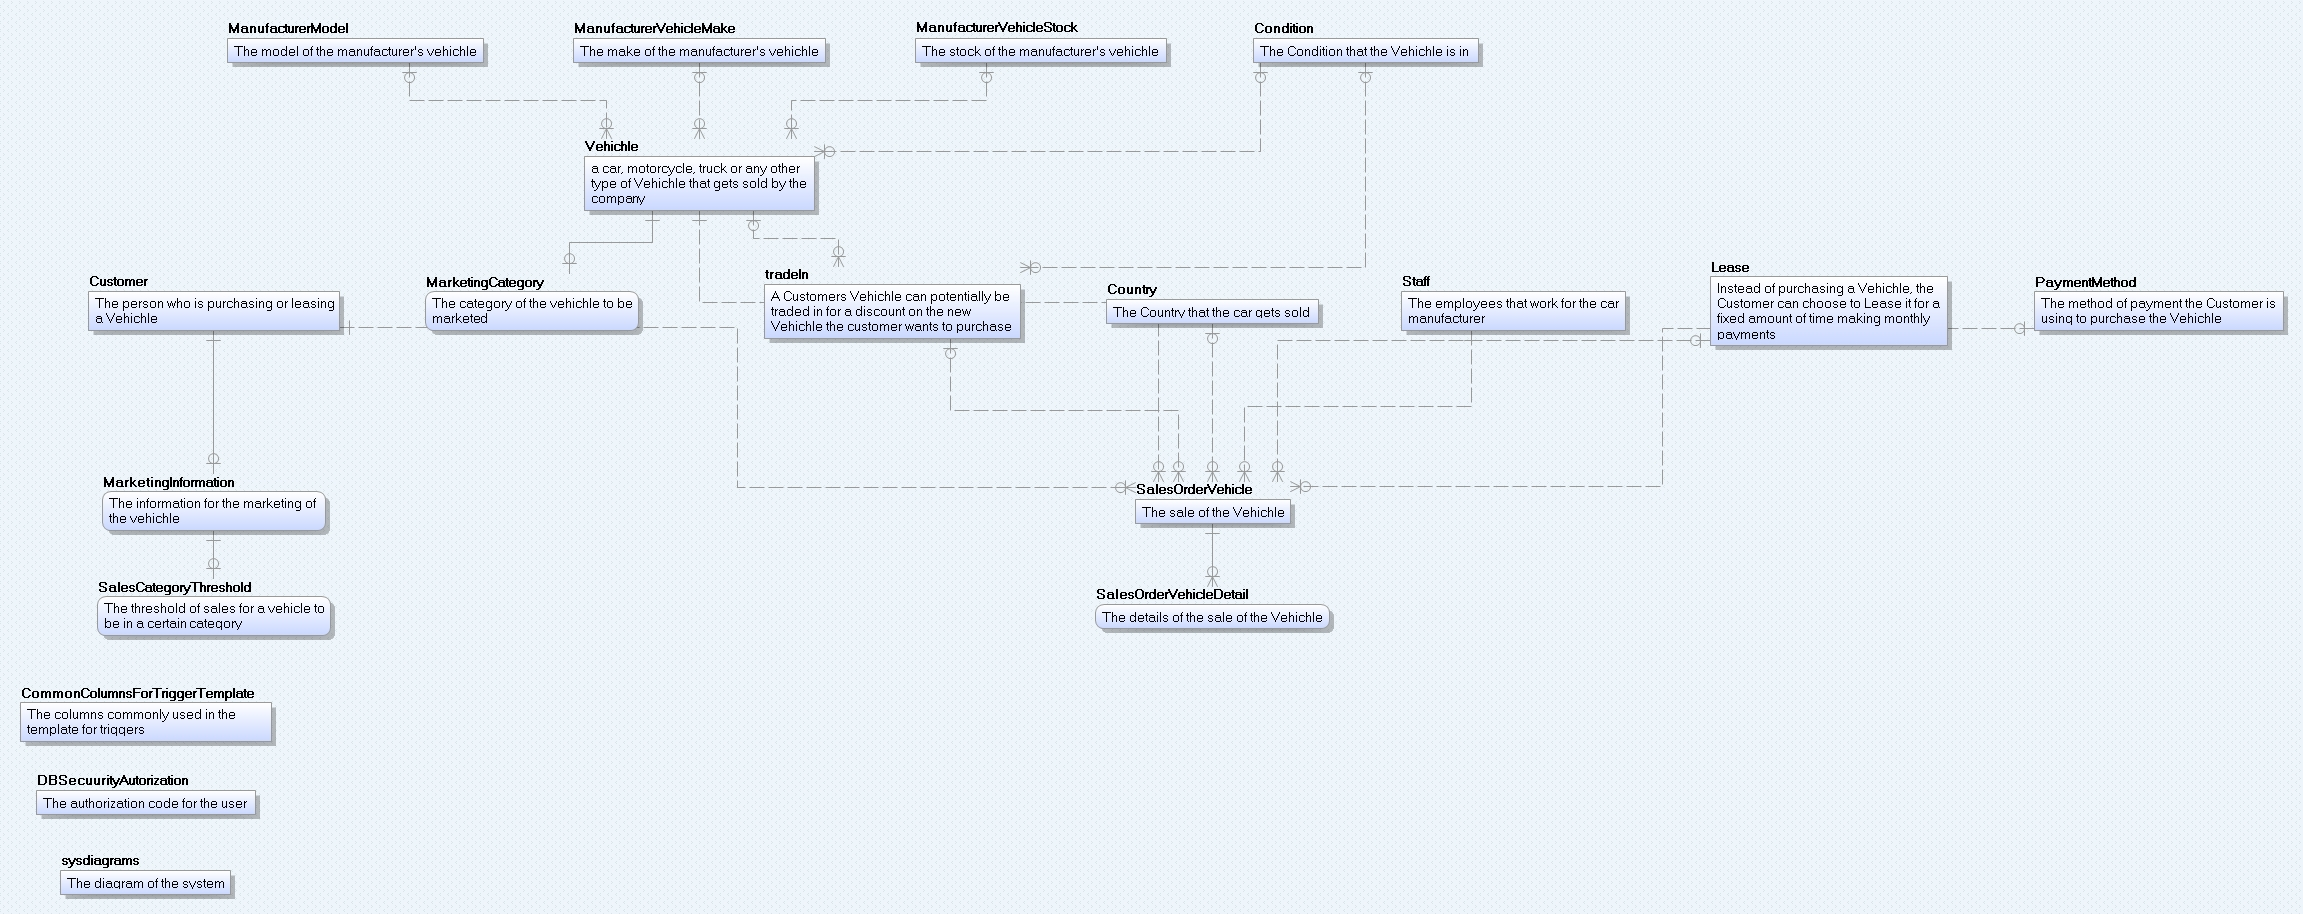 ManufacturerModel
The model of the manufacturer's vehichle
ManufacturerVehicleMake
The make of the manufacturer's vehichle
ManufacturerVehicleStock
The stock of the manufacturer's vehichle
Condition
The Condition that the Vehichle is in
Vehichle
a car, motorcycle, truck or any other
type of Vehichle that gets sold by the
company
Customer
The person who is purchasing or leasing
a Vehichle
MarketingCategory
The category of the vehichle to be
marketed
tradeIn
A Customers Vehichle can potentially be
traded in for a discount on the new
Vehichle the customer wants to purchase
Country
The Country that the car gets sold
Staff
The employees that work for the car
manufacturer
Lease
Instead of purchasing a Vehichle, the
Customer can choose to Lease it for a
fixed amount of time making monthly
payments
PaymentMethod
The method of payment the Customer is
using to purchase the Vehichle
MarketingInformation
The information for the marketing of
the vehichle
SalesOrderVehicle
The sale of the Vehichle
SalesCategoryThreshold
The threshold of sales for a vehicle to
be in a certain category
SalesOrderVehicleDetail
The details of the sale of the Vehichle
CommonColumnsForTriggerTemplate
The columns commonly used in the
template for triggers
DBSecuurityAutorization
The authorization code for the user
sysdiagrams
The diagram of the system